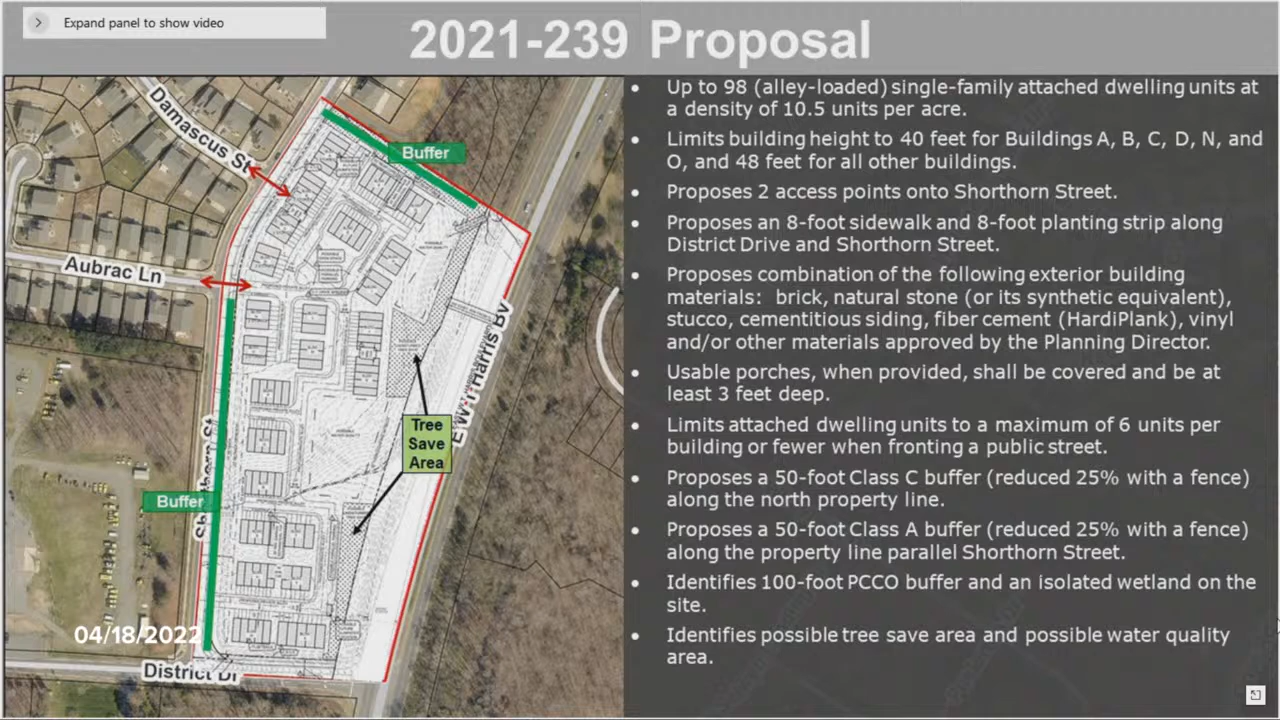 Expand panel to show video
2021-239 Proposal
Damascus St
Buffer
Aubrac Ln
E W.T Harris Bv
Tree
Save
Area
Buffer
Shorthorn St
04/18/2022
District Dr
• Up to 98 (alley-loaded) single-family attached dwelling units at
a density of 10.5 units per acre.
• Limits building height to 40 feet for Buildings A, B, C, D, N, and
O, and 48 feet for all other buildings.
• Proposes 2 access points onto Shorthorn Street.
• Proposes an 8-foot sidewalk and 8-foot planting strip along
District Drive and Shorthorn Street.
• Proposes combination of the following exterior building
materials: brick, natural stone (or its synthetic equivalent),
stucco, cementitious siding, fiber cement (HardiPlank), vinyl
and/or other materials approved by the Planning Director.
• Usable porches, when provided, shall be covered and be at
least 3 feet deep.
• Limits attached dwelling units to a maximum of 6 units per
building or fewer when fronting a public street.
• Proposes a 50-foot Class C buffer (reduced 25% with a fence)
along the north property line.
• Proposes a 50-foot Class A buffer (reduced 25% with a fence)
along the property line parallel Shorthorn Street.
• Identifies 100-foot PCCO buffer and an isolated wetland on the
site.
• Identifies possible tree save area and possible water quality
area.